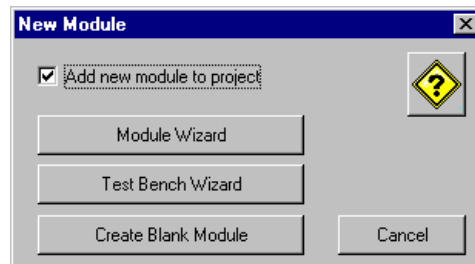 New Module
Add new module to project
?
Module Wizard
Test Bench Wizard
Create Blank Module
Cancel